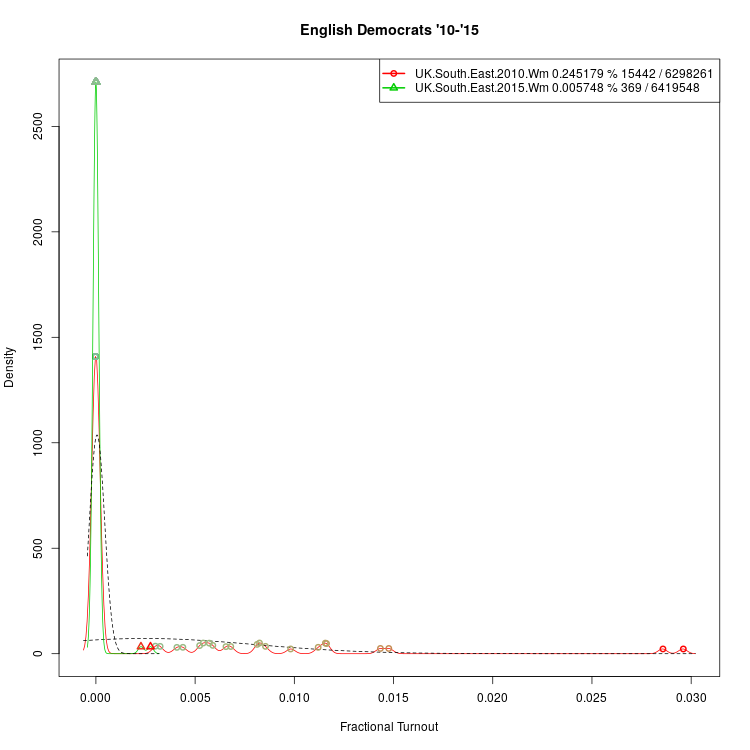 English Democrats '10-'15
UK.South.East.2010.Wm 0.245179 % 15442 / 6298261
UK.South.East.2015.Wm 0.005748 % 369 / 6419548
Density
2500
2000
1500
1000
500
0
0.000 0.005 0.010 0.015 0.020 0.025 0.030
Fractional Turnout